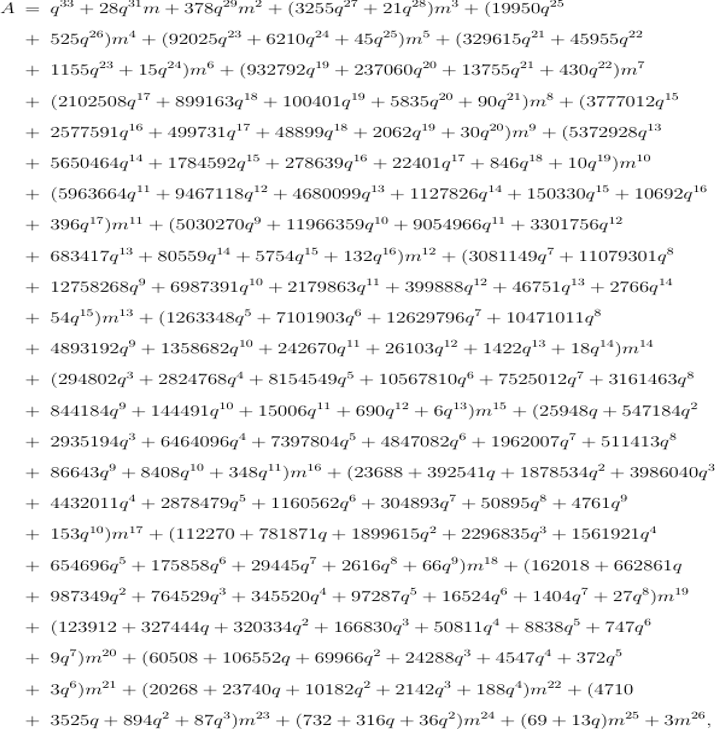 A = q^33 + 28q^31m + 378q^29m^2 + (3255q^27 + 21q^28)m^3 + (19950q^25
+ 525q^26)m^4 + (92025q^23 + 6210q^24 + 45q^25)m^5 + (329615q^21 + 45955q^22
+ 1155q^23 + 15q^24)m^6 + (932792q^19 + 237060q^20 + 13755q^21 + 430q^22)m^7
+ (2102508q^17 + 899163q^18 + 100401q^19 + 5835q^20 + 90q^21)m^8 + (3777012q^15
+ 2577591q^16 + 499731q^17 + 48899q^18 + 2062q^19 + 30q^20)m^9 + (5372928q^13
+ 5650464q^14 + 1784592q^15 + 278639q^16 + 22401q^17 + 846q^18 + 10q^19)m^10
+ (5963664q^11 + 9467118q^12 + 4680099q^13 + 1127826q^14 + 150330q^15 + 10692q^16
+ 396q^17)m^11 + (5030270q^9 + 11966359q^10 + 9054966q^11 + 3301756q^12
+ 683417q^13 + 80559q^14 + 5754q^15 + 132q^16)m^12 + (3081149q^7 + 11079301q^8
+ 12758268q^9 + 6987391q^10 + 2179863q^11 + 399888q^12 + 46751q^13 + 2766q^14
+ 54q^15)m^13 + (1263348q^5 + 7101903q^6 + 12629796q^7 + 10471011q^8
+ 4893192q^9 + 1358682q^10 + 242670q^11 + 26103q^12 + 1422q^13 + 18q^14)m^14
+ (294802q^3 + 2824768q^4 + 8154549q^5 + 10567810q^6 + 7525012q^7 + 3161463q^8
+ 844184q^9 + 144491q^10 + 15006q^11 + 690q^12 + 6q^13)m^15 + (25948q + 547184q^2
+ 2935194q^3 + 6464096q^4 + 7397804q^5 + 4847082q^6 + 1962007q^7 + 511413q^8
+ 86643q^9 + 8408q^10 + 348q^11)m^16 + (23688 + 392541q + 1878534q^2 + 3986040q^3
+ 4432011q^4 + 2878479q^5 + 1160562q^6 + 304893q^7 + 50895q^8 + 4761q^9
+ 153q^10)m^17 + (112270 + 781871q + 1899615q^2 + 2296835q^3 + 1561921q^4
+ 654696q^5 + 175858q^6 + 29445q^7 + 2616q^8 + 66q^9)m^18 + (162018 + 662861q
+ 987349q^2 + 764529q^3 + 345520q^4 + 97287q^5 + 16524q^6 + 1404q^7 + 27q^8)m^19
+ (123912 + 327444q + 320334q^2 + 166830q^3 + 50811q^4 + 8838q^5 + 747q^6
+ 9q^7)m^20 + (60508 + 106552q + 69966q^2 + 24288q^3 + 4547q^4 + 372q^5
+ 3q^6)m^21 + (20268 + 23740q + 10182q^2 + 2142q^3 + 188q^4)m^22 + (4710
+ 3525q + 894q^2 + 87q^3)m^23 + (732 + 316q + 36q^2)m^24 + (69 + 13q)m^25 + 3m^26,